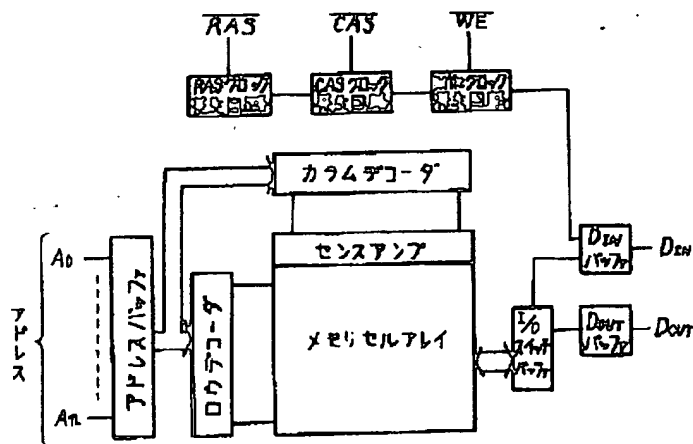 RAS
CAS
WE
RASクロック
CASクロック
クロック
カラムデコーダ
センスアンプ
メモリセルアレイ
ロウデコーダ
アドレスバッファ
アドレス
A0
An
I/O
スイッチ
バッファ
DIN
バッファ
DIN
DOUT
バッファ
DOUT